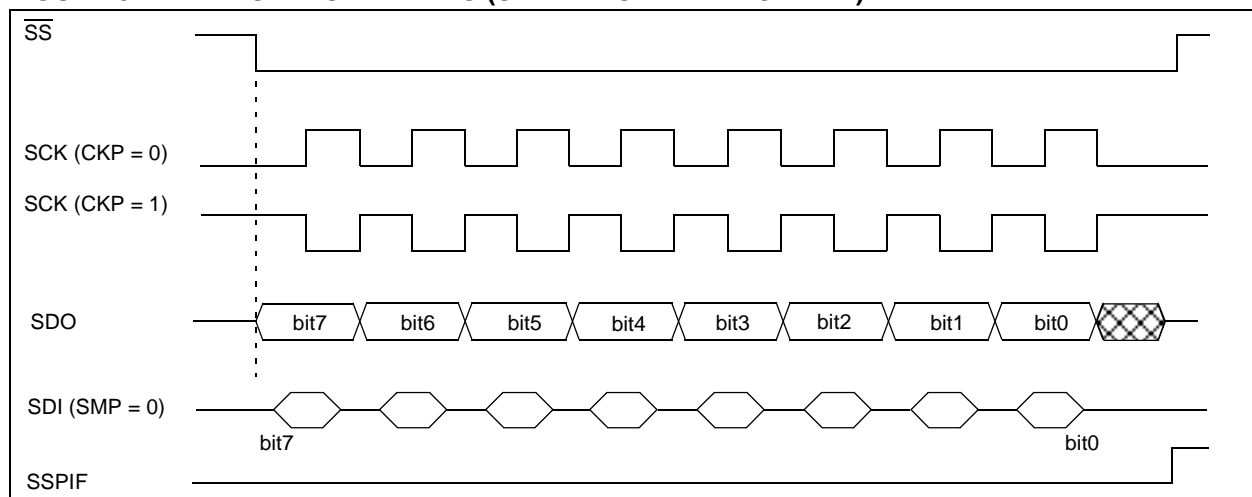 SS
SCK (CKP = 0)
SCK (CKP = 1)
SDO bit7 bit6 bit5 bit4 bit3 bit2 bit1 bit0
SDI (SMP = 0)
bit7 bit0
SSPIF